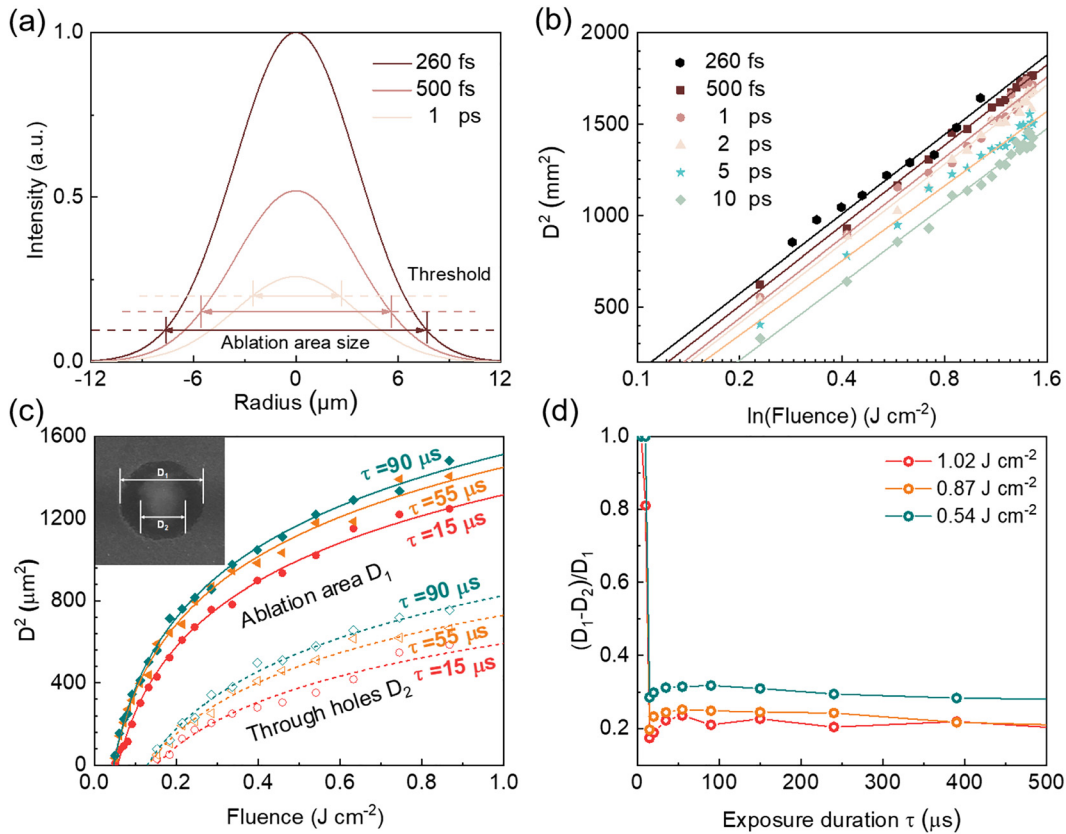 (a)
Intensity (a.u.)
1.0
0.5
0.0
260 fs
500 fs
1 ps
Threshold
Ablation area size
-12 -6 0 6 12
Radius (μm)
(b)
D² (mm²)
2000
1500
1000
500
260 fs
500 fs
1 ps
2 ps
5 ps
10 ps
0.1 0.2 0.4 0.8 1.6
ln(Fluence) (J cm⁻²)
(c)
D² (μm²)
1600
1200
800
400
0
D₁
D₂
τ =90 μs
τ =55 μs
τ =15 μs
Ablation area D₁
τ =90 μs
τ =55 μs
τ =15 μs
Through holes D₂
0.0 0.2 0.4 0.6 0.8 1.0
Fluence (J cm⁻²)
(d)
(D₁-D₂)/D₁
1.0
0.8
0.6
0.4
0.2
1.02 J cm⁻²
0.87 J cm⁻²
0.54 J cm⁻²
0 100 200 300 400 500
Exposure duration τ (μs)